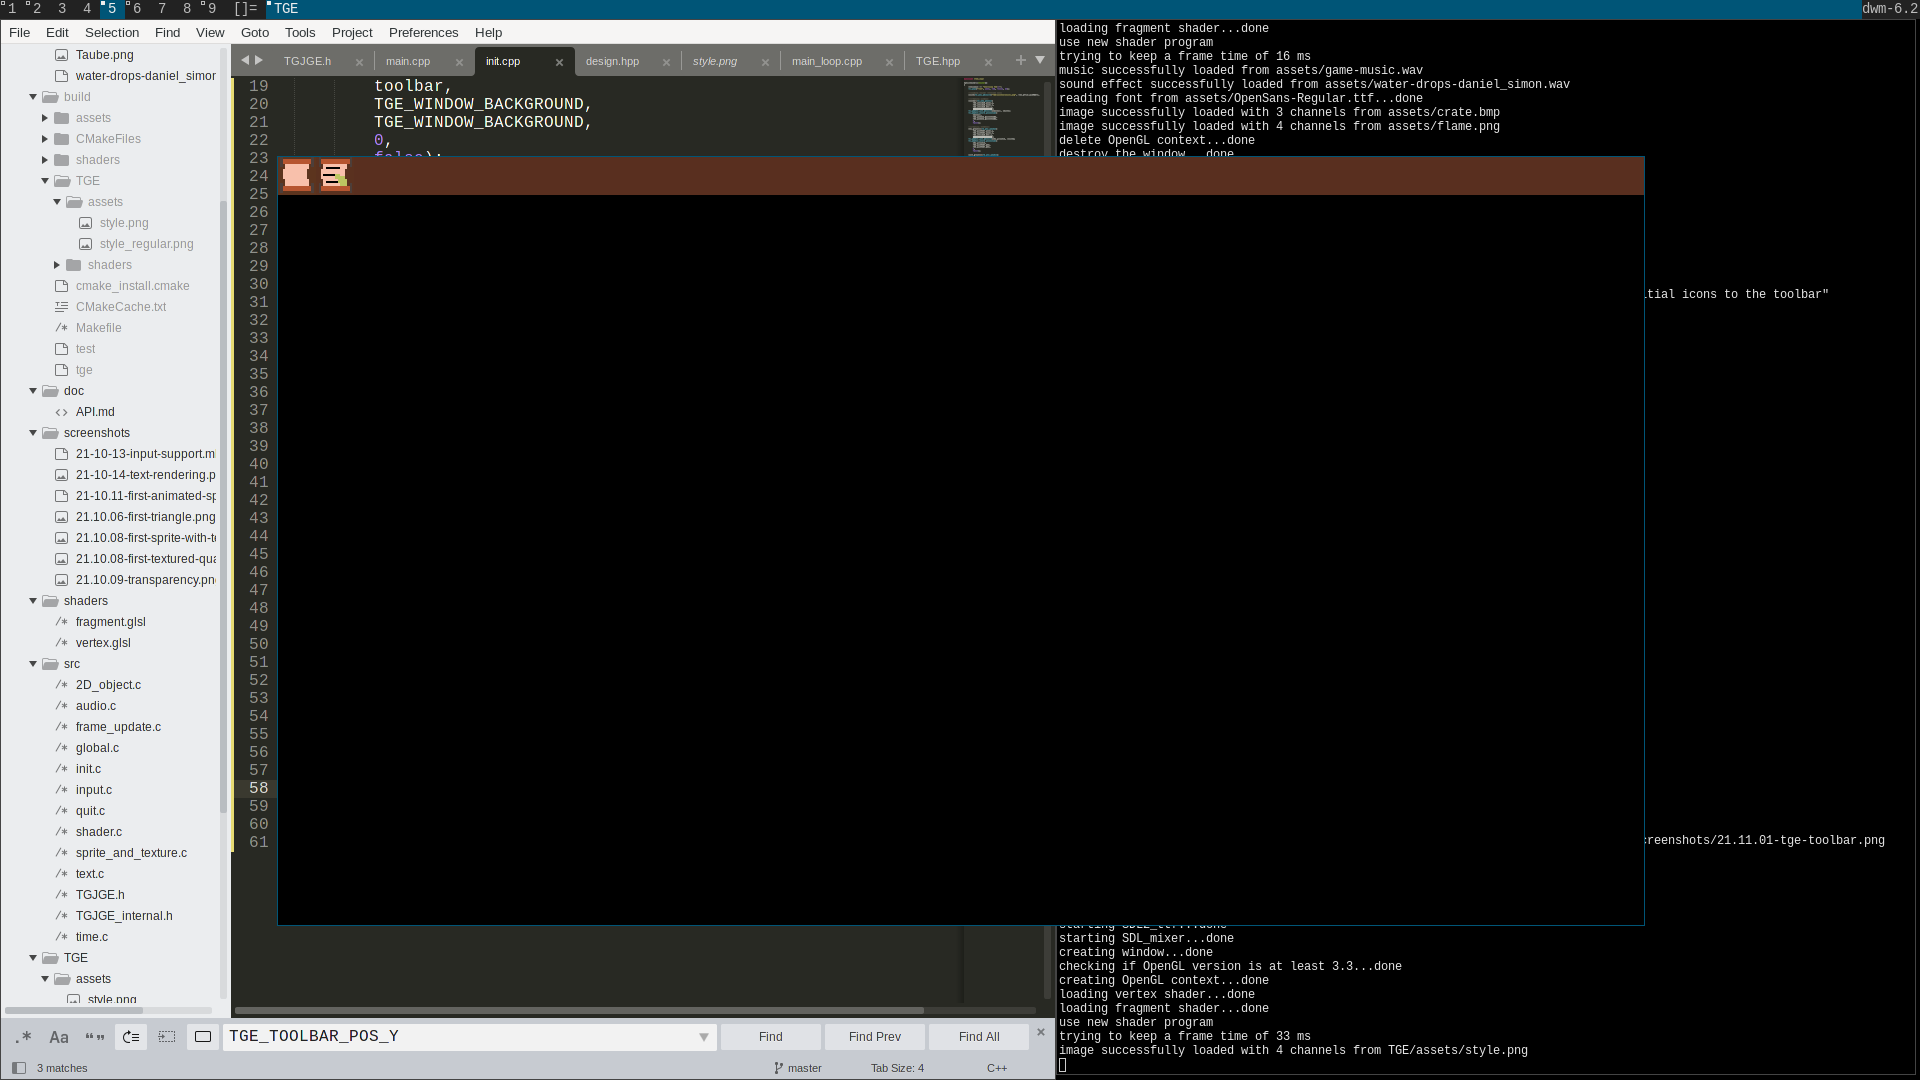 1 2 3 4 5 6 7 8 9 []= TGE
dwm-6.2
File Edit Selection Find View Goto Tools Project Preferences Help
Taube.png
water-drops-daniel_simon
build
assets
CMakeFiles
shaders
TGE
assets
style.png
style_regular.png
shaders
cmake_install.cmake
CMakeCache.txt
Makefile
test
tge
doc
API.md
screenshots
21-10-13-input-support.m
21-10-14-text-rendering.p
21-10.11-first-animated-sp
21.10.06-first-triangle.png
21.10.08-first-sprite-with-te
21.10.08-first-textured-qua
21.10.09-transparency.pn
shaders
fragment.glsl
vertex.glsl
src
2D_object.c
audio.c
frame_update.c
global.c
init.c
input.c
quit.c
shader.c
sprite_and_texture.c
text.c
TGJGE.h
TGJGE_internal.h
time.c
TGE
assets
style.png
TGJGE.h main.cpp init.cpp design.hpp style.png main_loop.cpp TGE.hpp
19 toolbar,
20 TGE_WINDOW_BACKGROUND,
21 TGE_WINDOW_BACKGROUND,
22 0,
23 false);
24
25
26
27
28
29
30
31
32
33
34
35
36
37
38
39
40
41
42
43
44
45
46
47
48
49
50
51
52
53
54
55
56
57
58
59
60
61
loading fragment shader...done
use new shader program
trying to keep a frame time of 16 ms
music successfully loaded from assets/game-music.wav
sound effect successfully loaded from assets/water-drops-daniel_simon.wav
reading font from assets/OpenSans-Regular.ttf...done
image successfully loaded with 3 channels from assets/crate.bmp
image successfully loaded with 4 channels from assets/flame.png
delete OpenGL context...done
destroy the window...done
tial icons to the toolbar"
creenshots/21.11.01-tge-toolbar.png
starting SDL2_ttf...done
starting SDL_mixer...done
creating window...done
checking if OpenGL version is at least 3.3...done
creating OpenGL context...done
loading vertex shader...done
loading fragment shader...done
use new shader program
trying to keep a frame time of 33 ms
image successfully loaded with 4 channels from TGE/assets/style.png
.* Aa “” TGE_TOOLBAR_POS_Y Find Find Prev Find All
3 matches master Tab Size: 4 C++